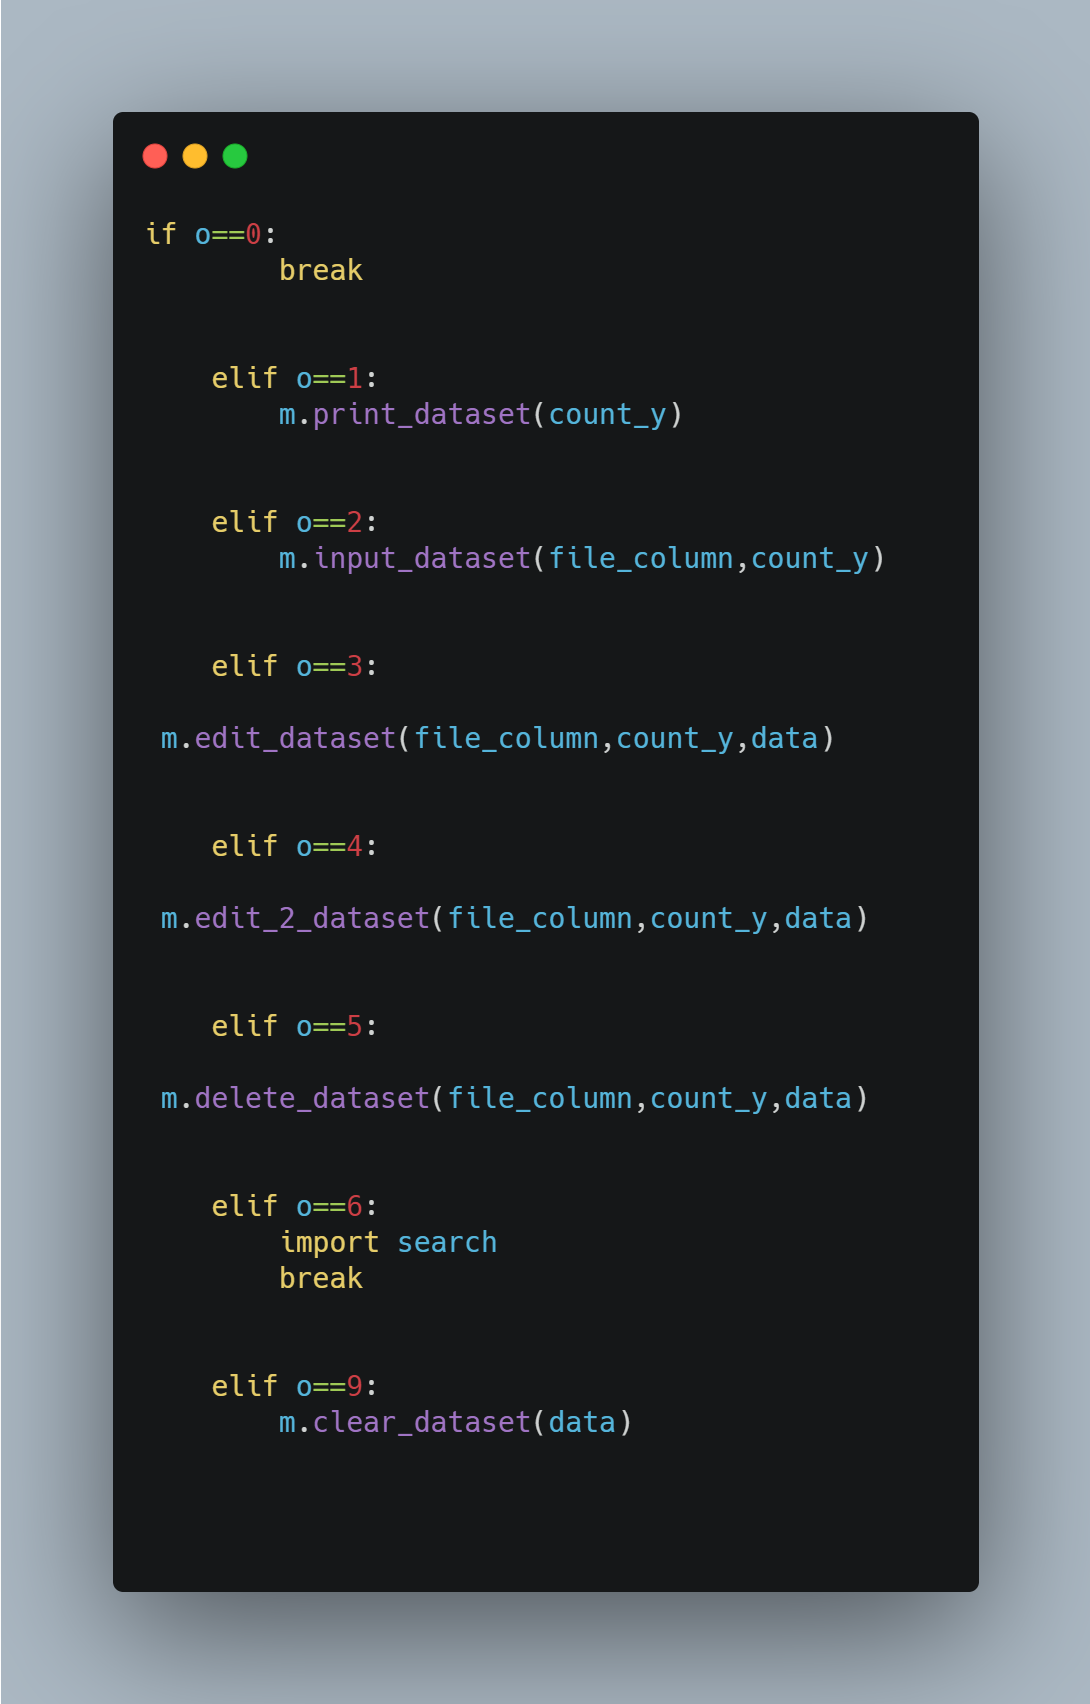 if o==0:
        break
    elif o==1:
        m.print_dataset(count_y)
    elif o==2:
        m.input_dataset(file_column,count_y)
    elif o==3:
 m.edit_dataset(file_column,count_y,data)
    elif o==4:
 m.edit_2_dataset(file_column,count_y,data)
    elif o==5:
 m.delete_dataset(file_column,count_y,data)
    elif o==6:
        import search
        break
    elif o==9:
        m.clear_dataset(data)